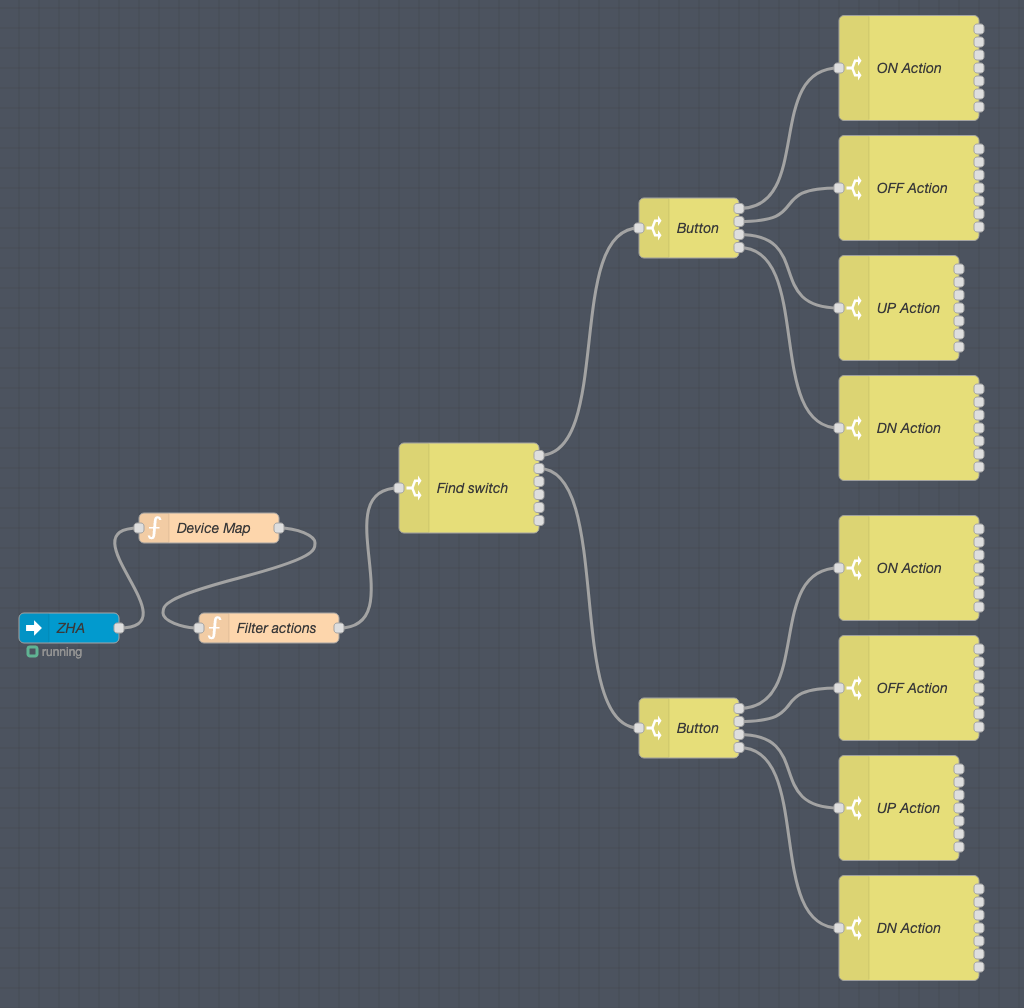 ON Action
OFF Action
Button
UP Action
DN Action
Find switch
Device Map
ON Action
ZHA
Filter actions
running
OFF Action
Button
UP Action
DN Action